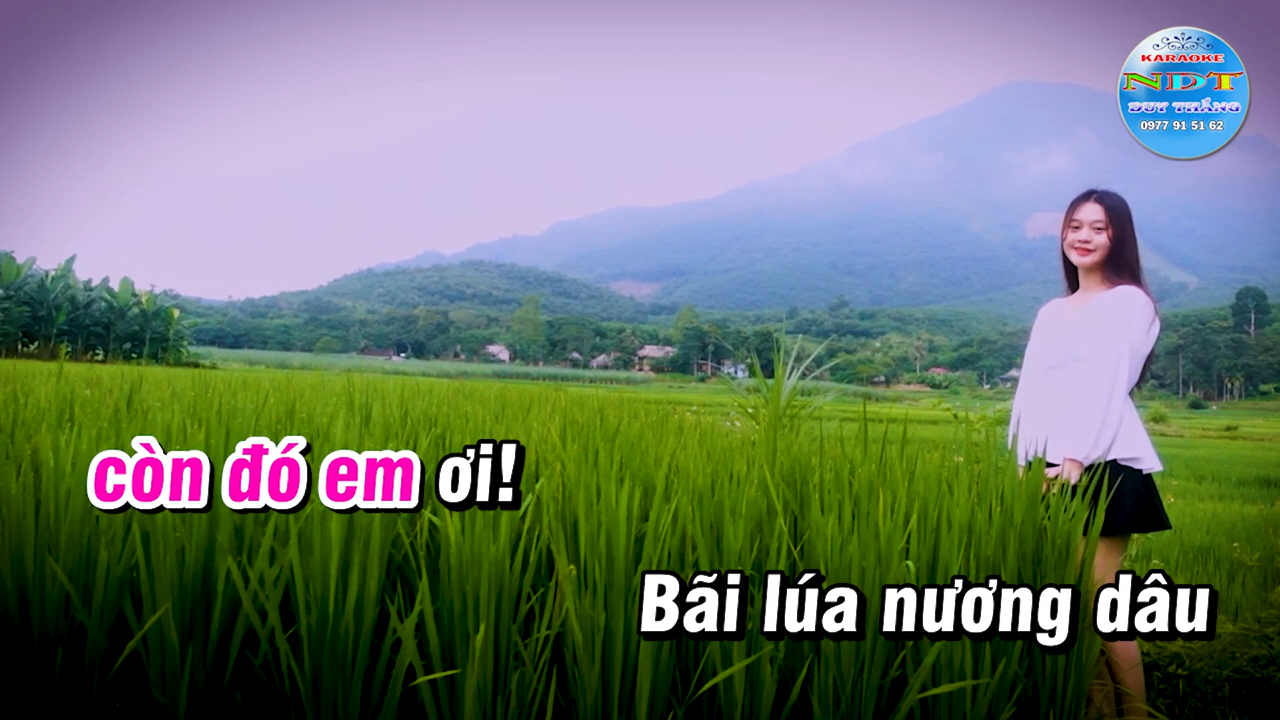 KARAOKE
NDT
DUY THẮNG
0977 91 51 62
còn đó em ơi!
Bãi lúa nương dâu